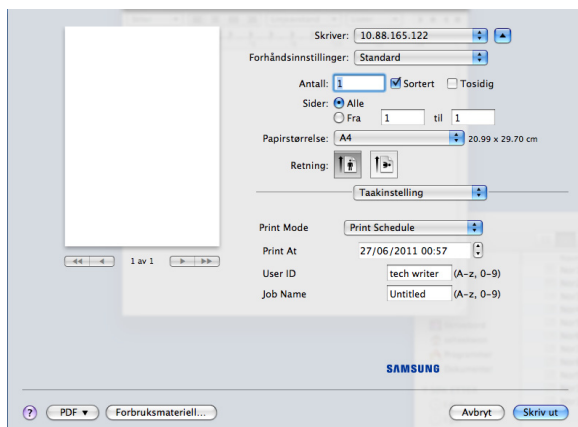 Skriver: 10.88.165.122
Forhåndsinnstillinger: Standard
Antall: 1 Sortert Tosidig
Sider: Alle
Fra 1 til 1
Papirstørrelse: A4 20.99 x 29.70 cm
Retning:
Taakinstelling
Print Mode Print Schedule
Print At 27/06/2011 00:57
1 av 1
User ID tech writer (A-z, 0-9)
Job Name Untitled (A-z, 0-9)
SAMSUNG
? PDF Forbruksmateriell... Avbryt Skriv ut